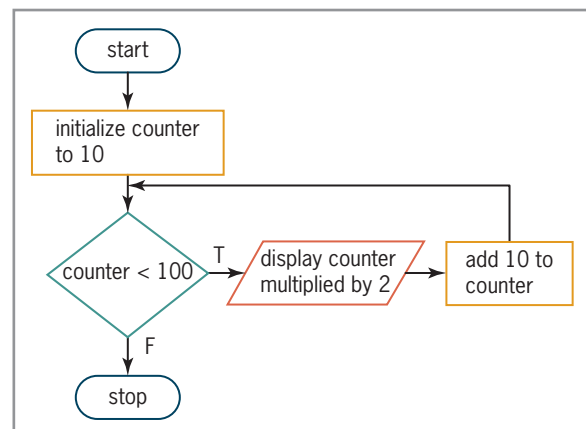 start
initialize counter
to 10
counter < 100
T
display counter
multiplied by 2
add 10 to
counter
F
stop